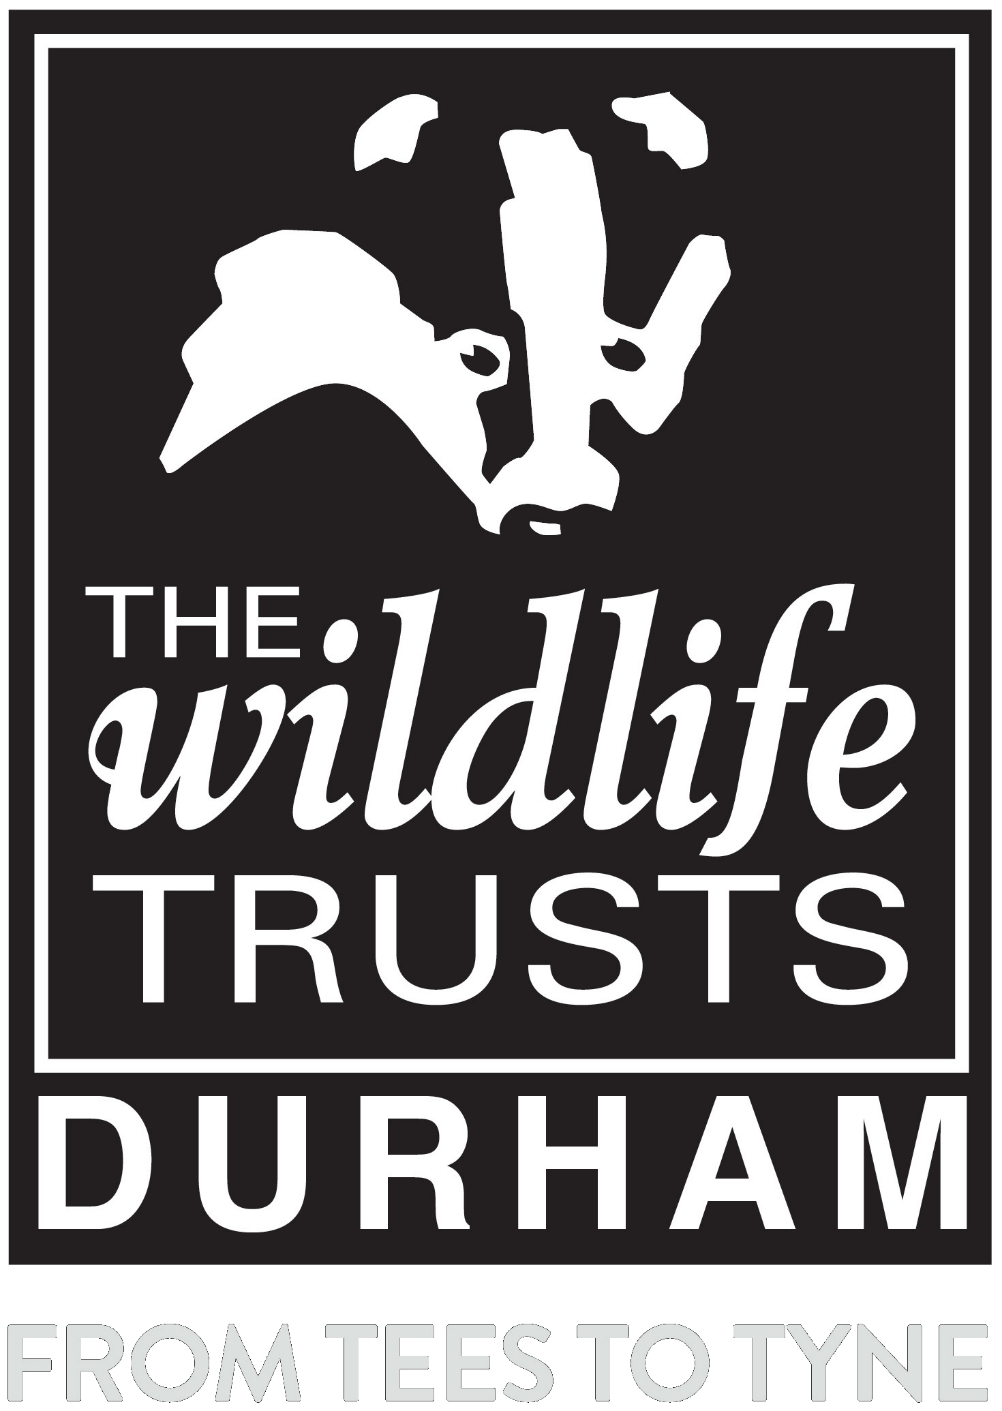 THE
wildlife
TRUSTS
DURHAM
FROM TEES TO TYNE